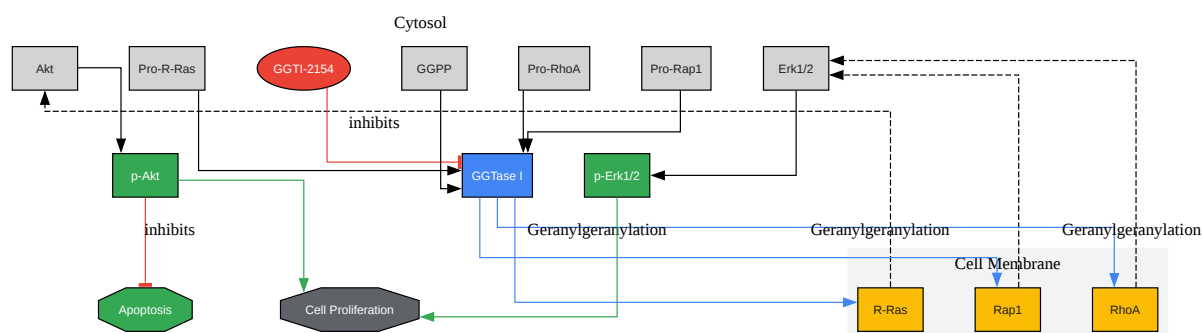 Cytosol
Akt
Pro-R-Ras
GGTI-2154
GGPP
Pro-RhoA
Pro-Rap1
Erk1/2
inhibits
p-Akt
GGTase I
p-Erk1/2
inhibits
Geranylgeranylation
Geranylgeranylation
Geranylgeranylation
Cell Membrane
Apoptosis
Cell Proliferation
R-Ras
Rap1
RhoA